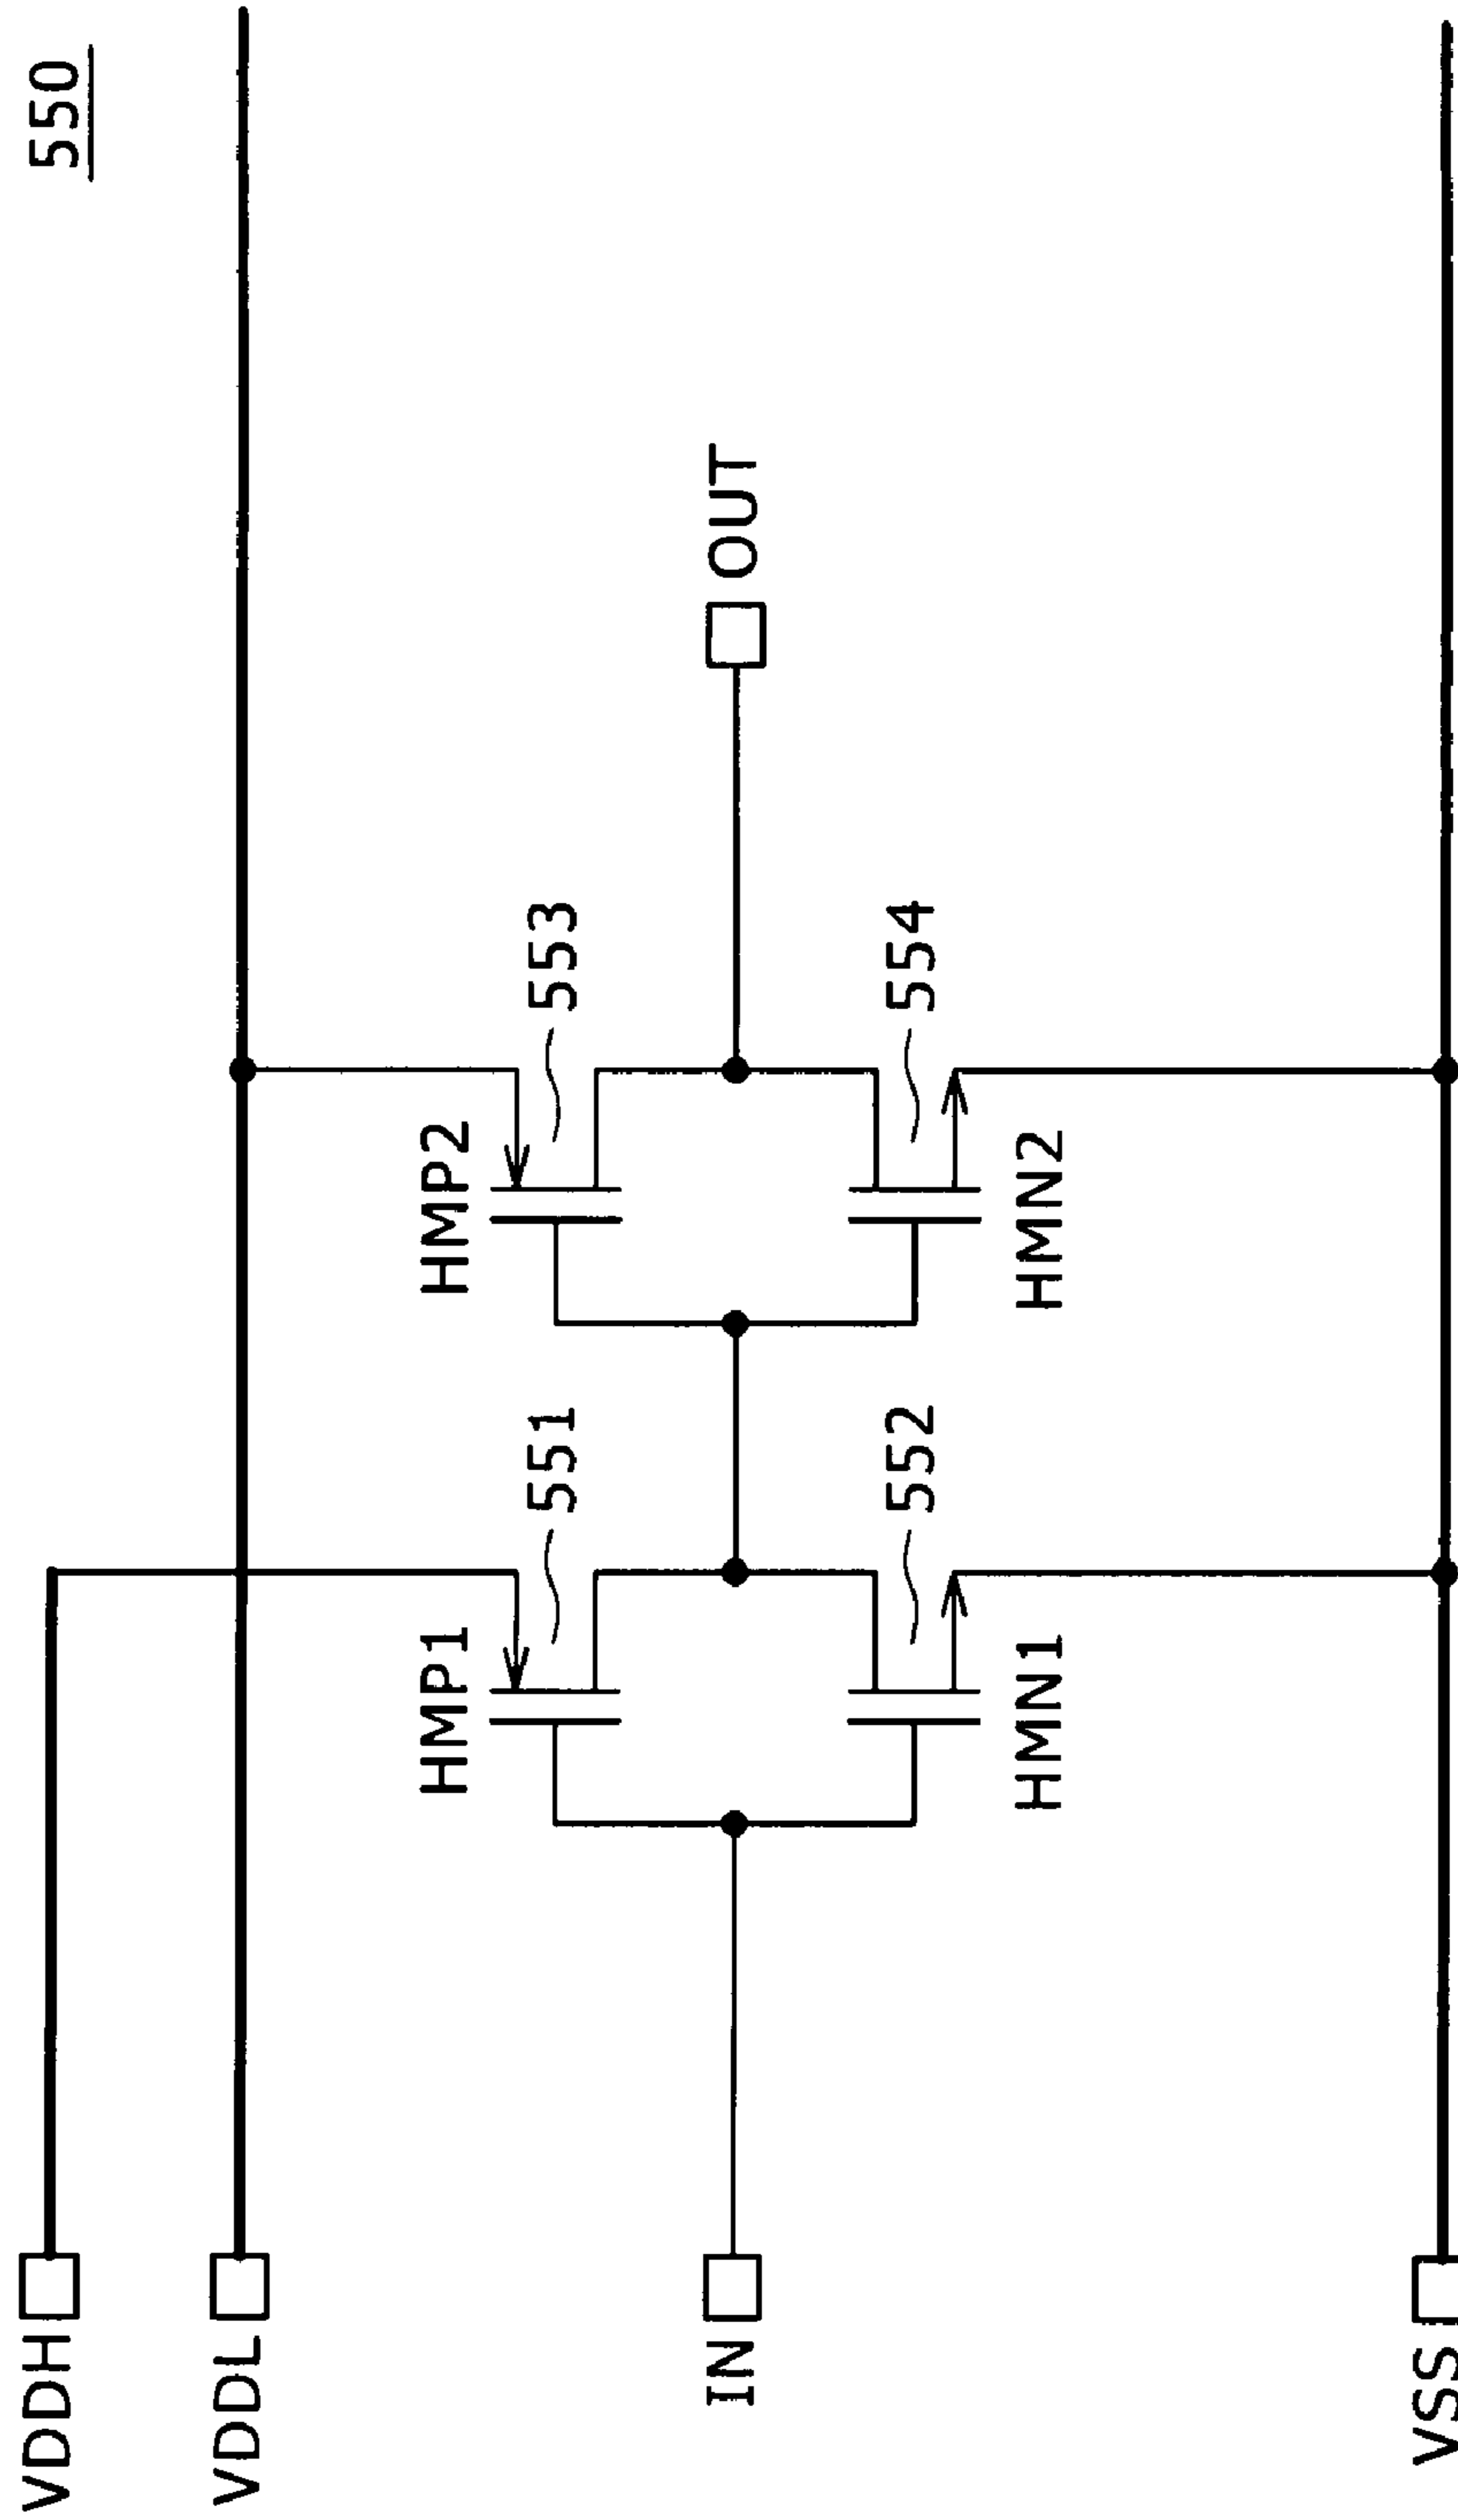 550
VDDH
VDDL
HMP1
551
HMP2
553
IN
OUT
552
HMN1
554
HMN2
VSS